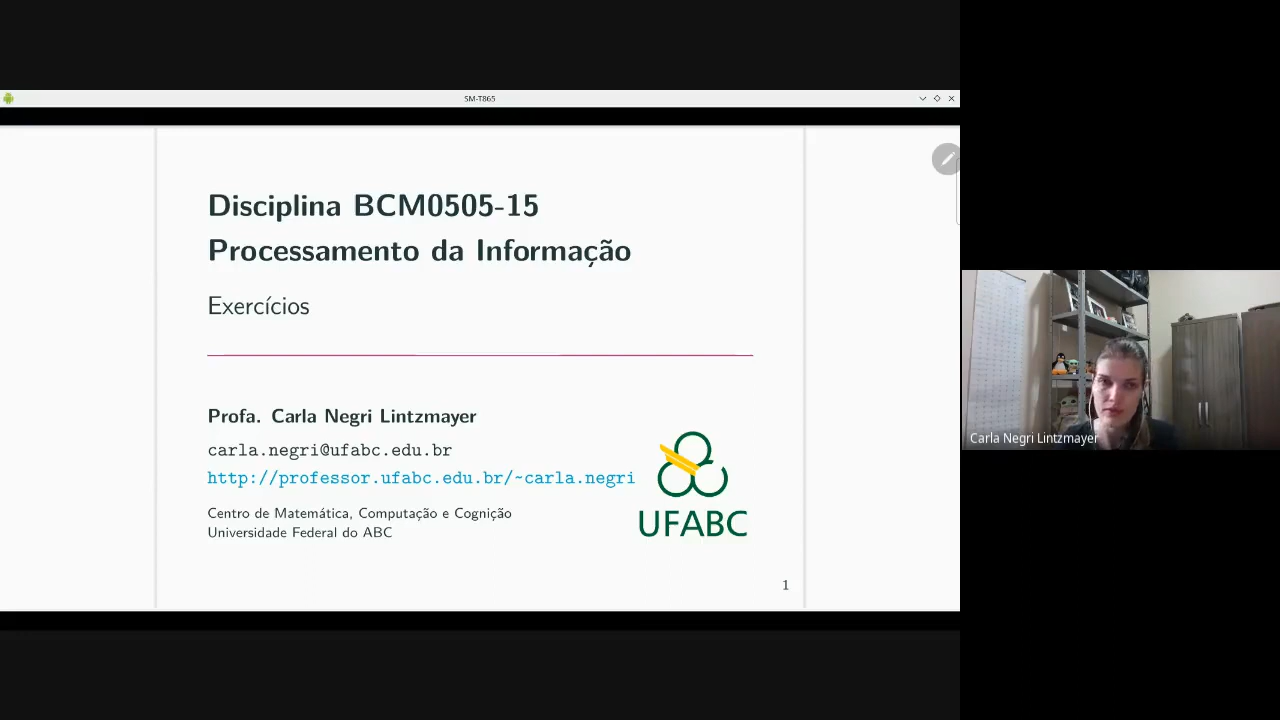 SM-T865
Disciplina BCM0505-15
Processamento da Informação
Exercícios
Profa. Carla Negri Lintzmayer
carla.negri@ufabc.edu.br
http://professor.ufabc.edu.br/~carla.negri
Centro de Matemática, Computação e Cognição
Universidade Federal do ABC
UFABC
1
Carla Negri Lintzmayer